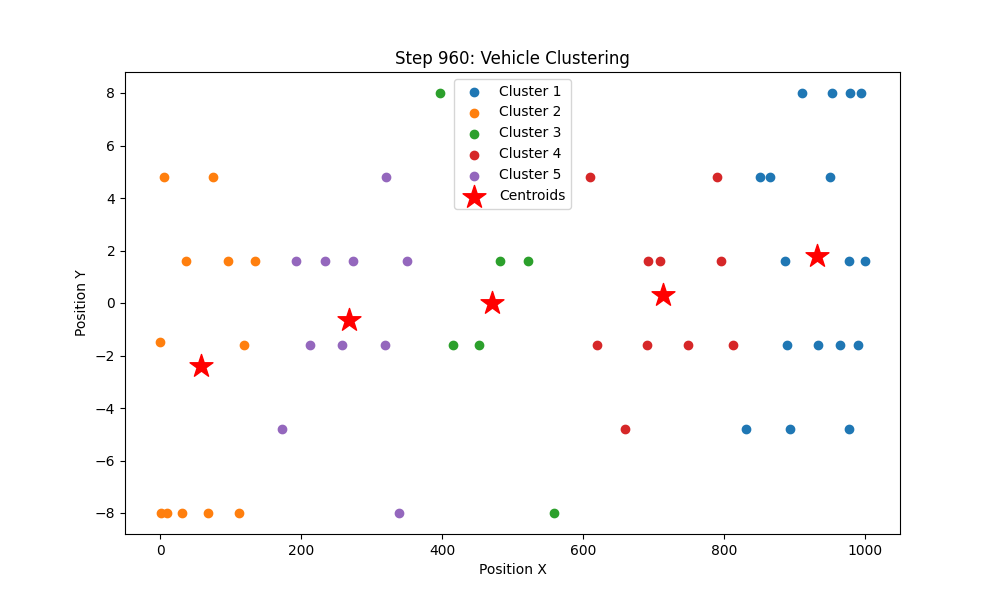 Step 960: Vehicle Clustering
Cluster 1
Cluster 2
Cluster 3
Cluster 4
Cluster 5
Centroids
8
6
4
2
0
−2
−4
−6
−8
Position Y
0 200 400 600 800 1000
Position X